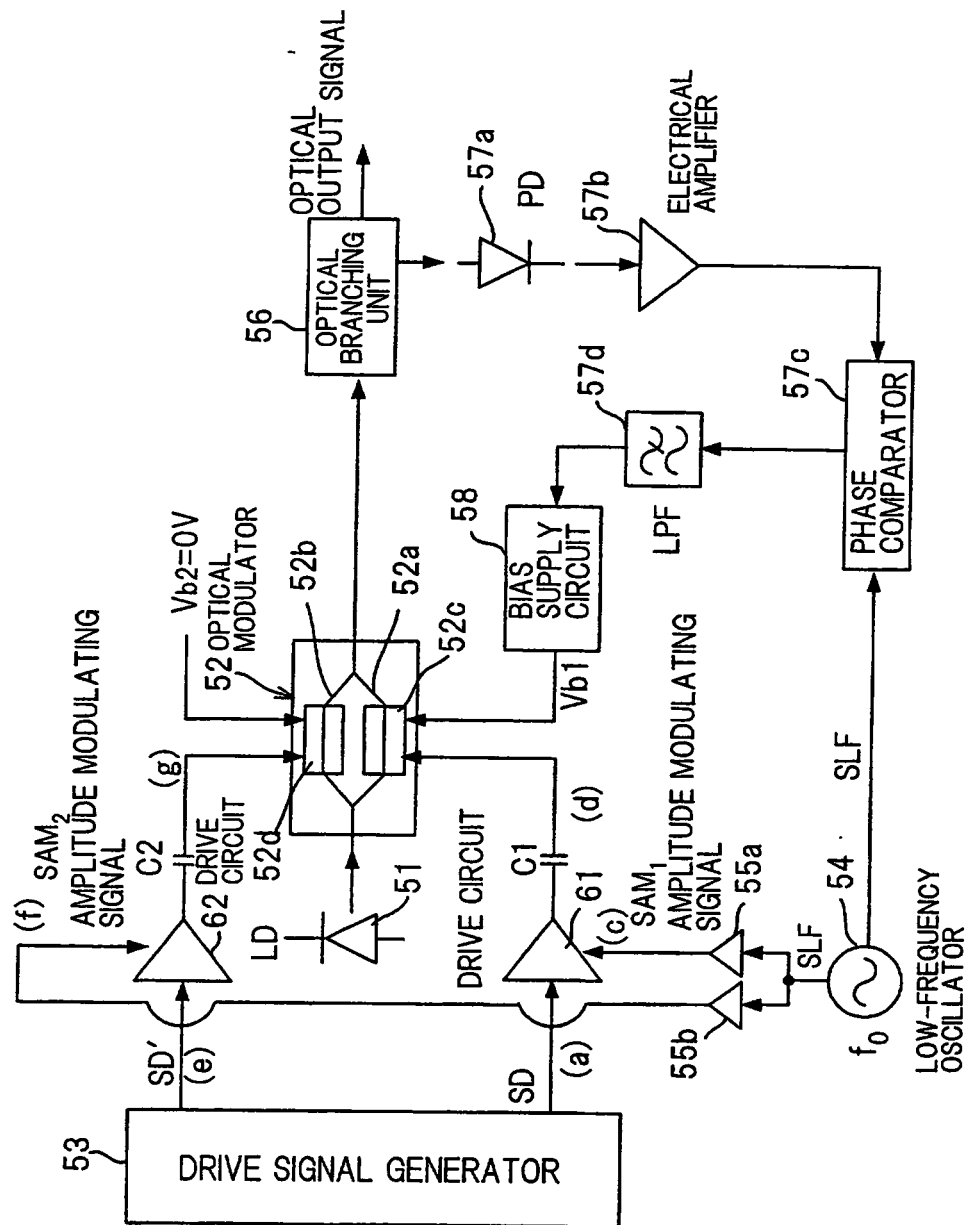 53
DRIVE SIGNAL GENERATOR
SD'
(e)
SD
(a)
(f)
SAM2
AMPLITUDE MODULATING
SIGNAL
62
DRIVE
CIRCUIT
C2
(g)
Vb2=0V
52
OPTICAL
MODULATOR
52b
52a
52c
52d
LD
51
DRIVE CIRCUIT
61
C1
(d)
(c)
SAM1
AMPLITUDE MODULATING
SIGNAL
55a
55b
SLF
54
f0
LOW-FREQUENCY
OSCILLATOR
SLF
Vb1
58
BIAS
SUPPLY
CIRCUIT
57d
LPF
57c
PHASE
COMPARATOR
56
OPTICAL
BRANCHING
UNIT
OPTICAL
OUTPUT SIGNAL
57a
PD
57b
ELECTRICAL
AMPLIFIER